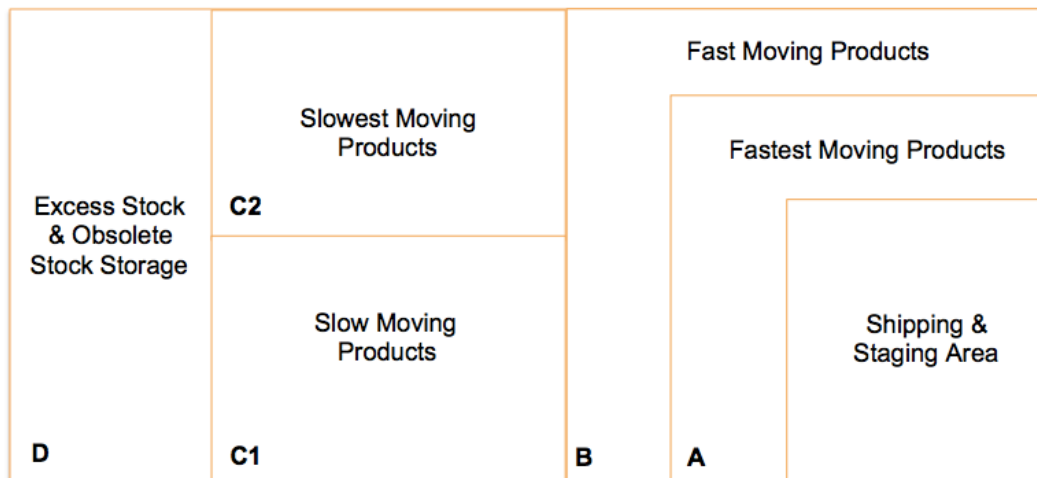 Fast Moving Products
Slowest Moving
Products
Fastest Moving Products
Excess Stock
& Obsolete
Stock Storage
C2
Slow Moving
Products
Shipping &
Staging Area
D
C1
B
A